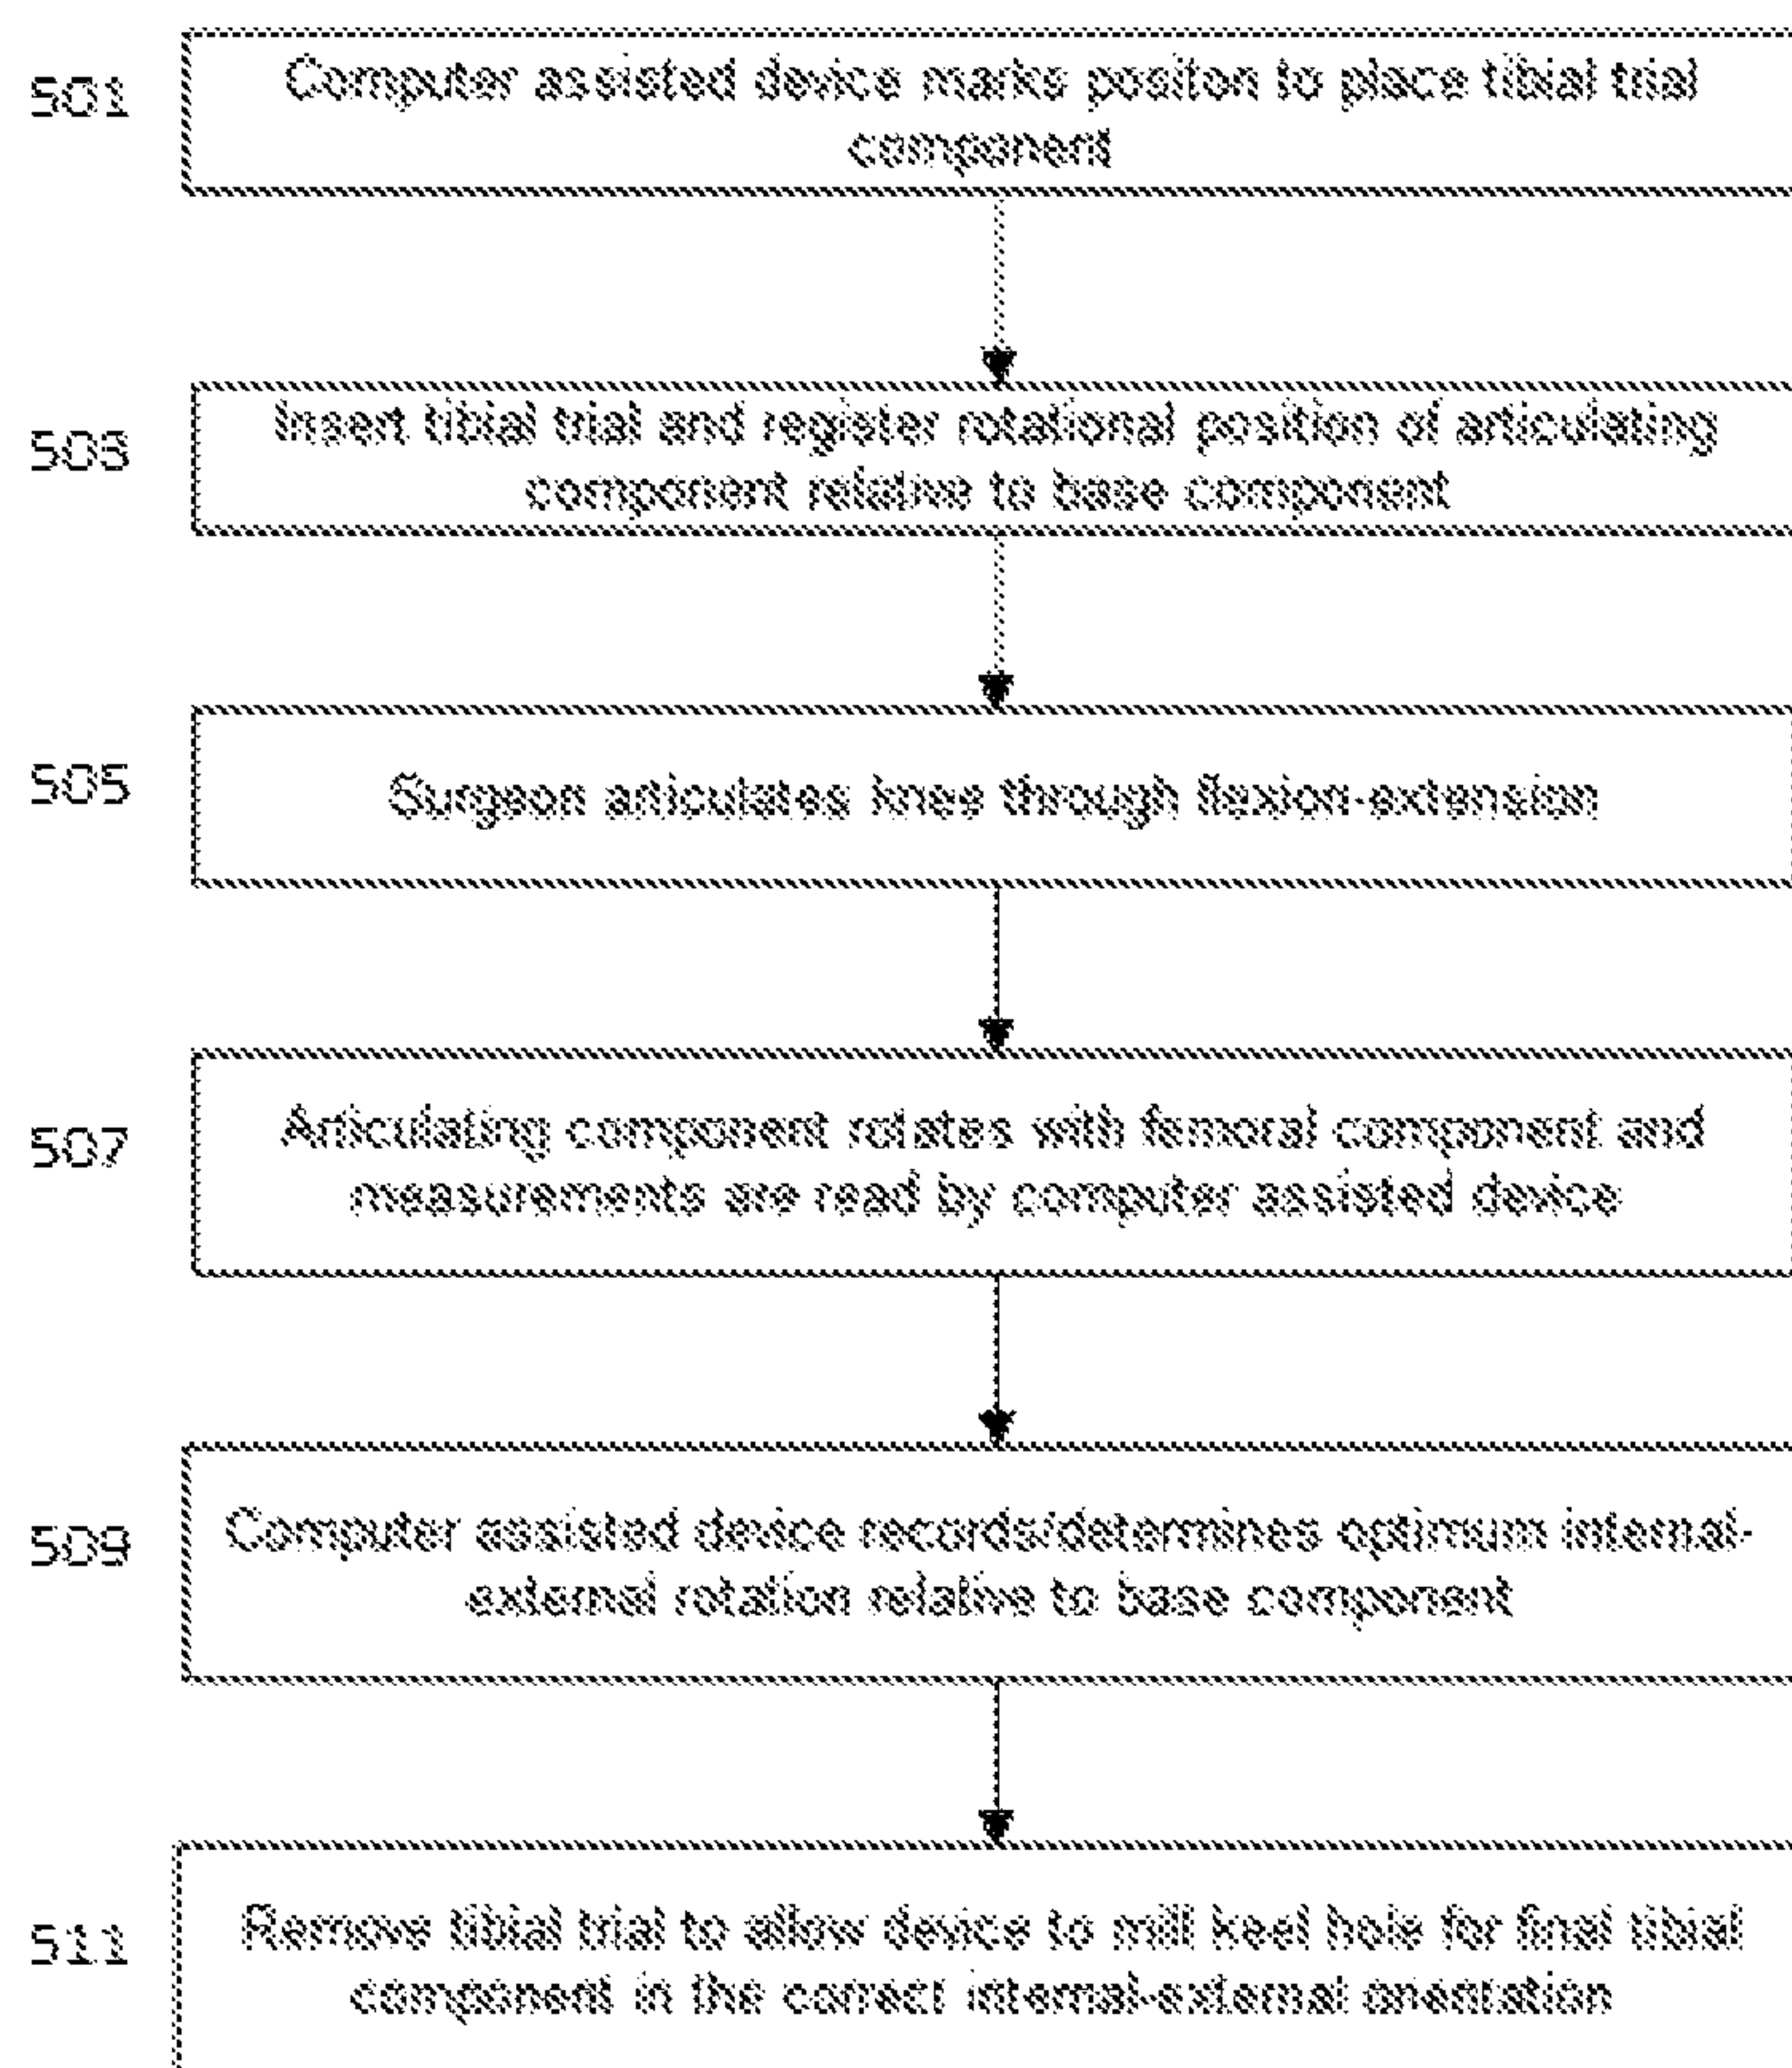 501
Computer assisted device marks positon to place tibial trial
component
503
Insert tibial trial and register rotational position of articulating
component relative to base component
505
Surgeon articulates knee through flexion-extension
507
Articulating component rotates with femoral component and
measurements are read by computer assisted device
509
Computer assisted device records/determines optimum internal-
external rotation relative to base component
511
Remove tibial trial to allow device to mill keel hole for final tibial
component in the correct internal-external orientation